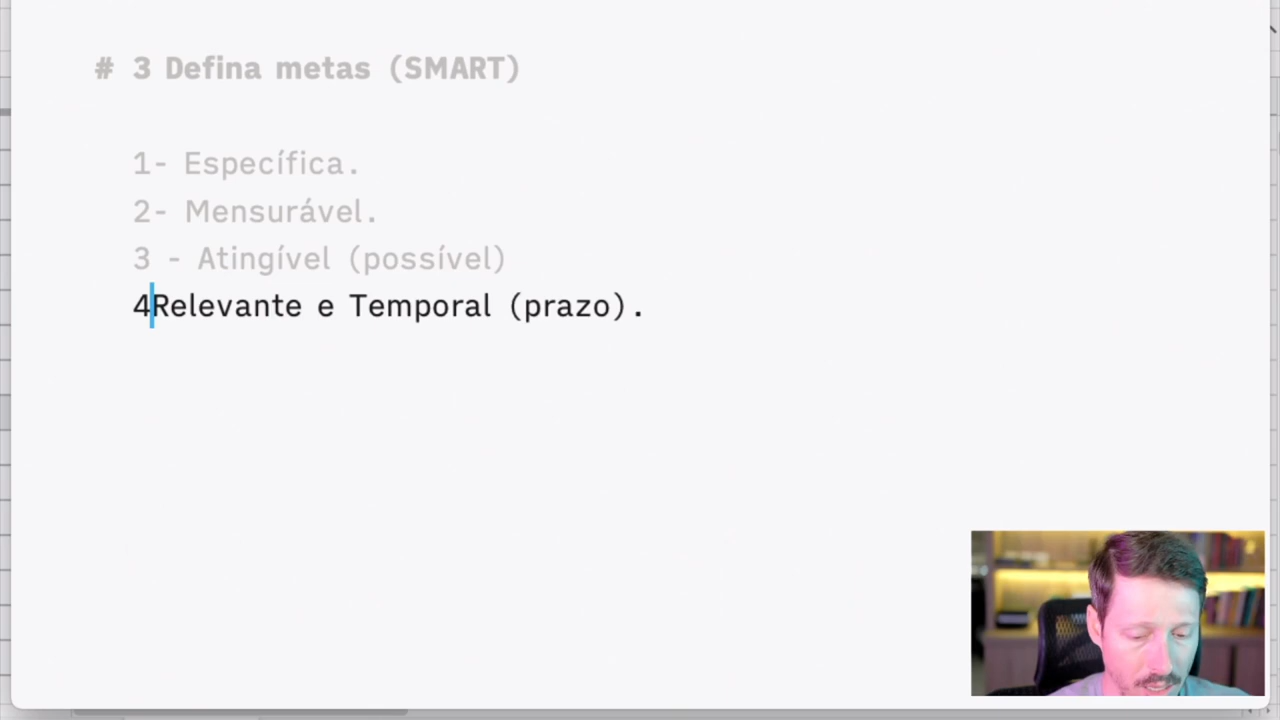 # 3 Defina metas (SMART)
1- Específica.
2- Mensurável.
3 - Atingível (possível)
4Relevante e Temporal (prazo).